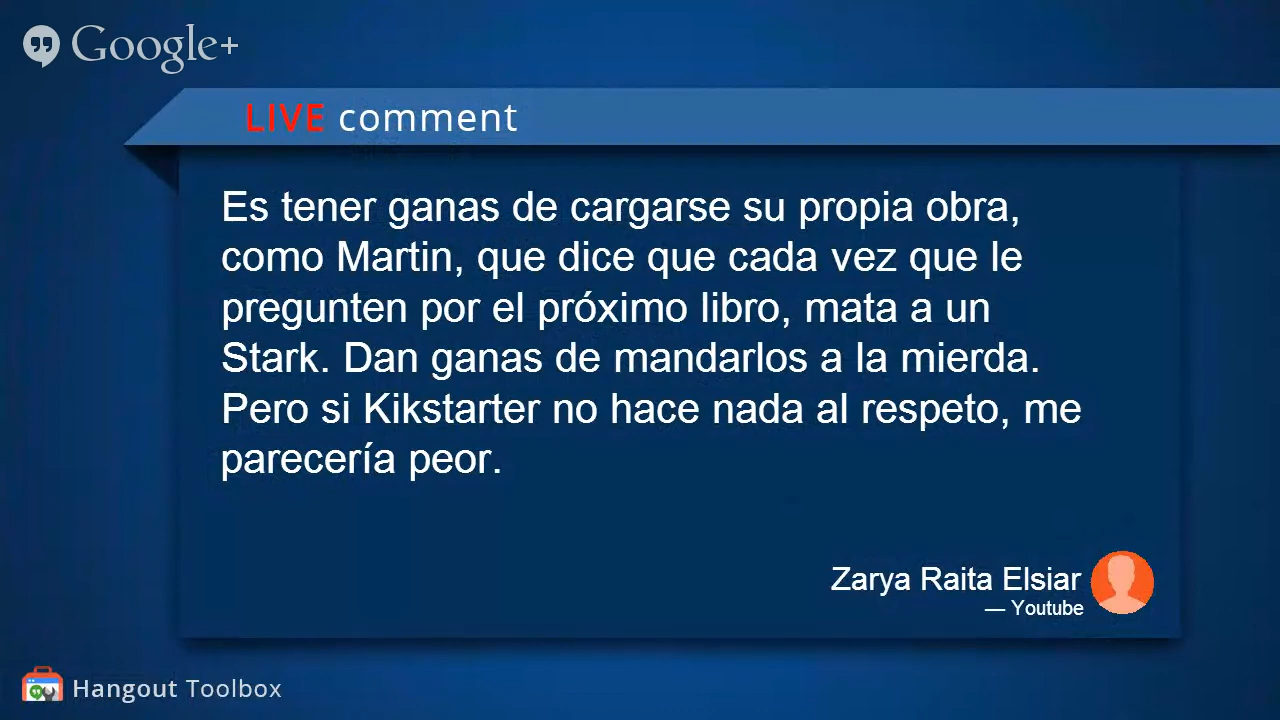 Google+
LIVE comment
Es tener ganas de cargarse su propia obra,
como Martin, que dice que cada vez que le
pregunten por el próximo libro, mata a un
Stark. Dan ganas de mandarlos a la mierda.
Pero si Kikstarter no hace nada al respeto, me
parecería peor.
Zarya Raita Elsiar
— Youtube
Hangout Toolbox